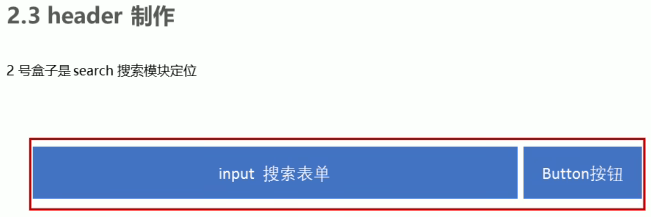 2.3 header 制作
2 号盒子是 search 搜索模块定位
input 搜索表单
Button按钮